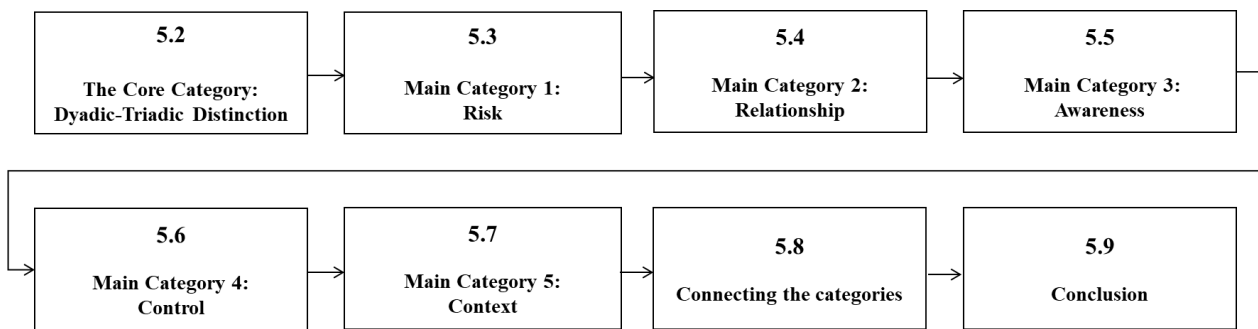 5.2
The Core Category:
Dyadic-Triadic Distinction
5.3
Main Category 1:
Risk
5.4
Main Category 2:
Relationship
5.5
Main Category 3:
Awareness
5.6
Main Category 4:
Control
5.7
Main Category 5:
Context
5.8
Connecting the categories
5.9
Conclusion